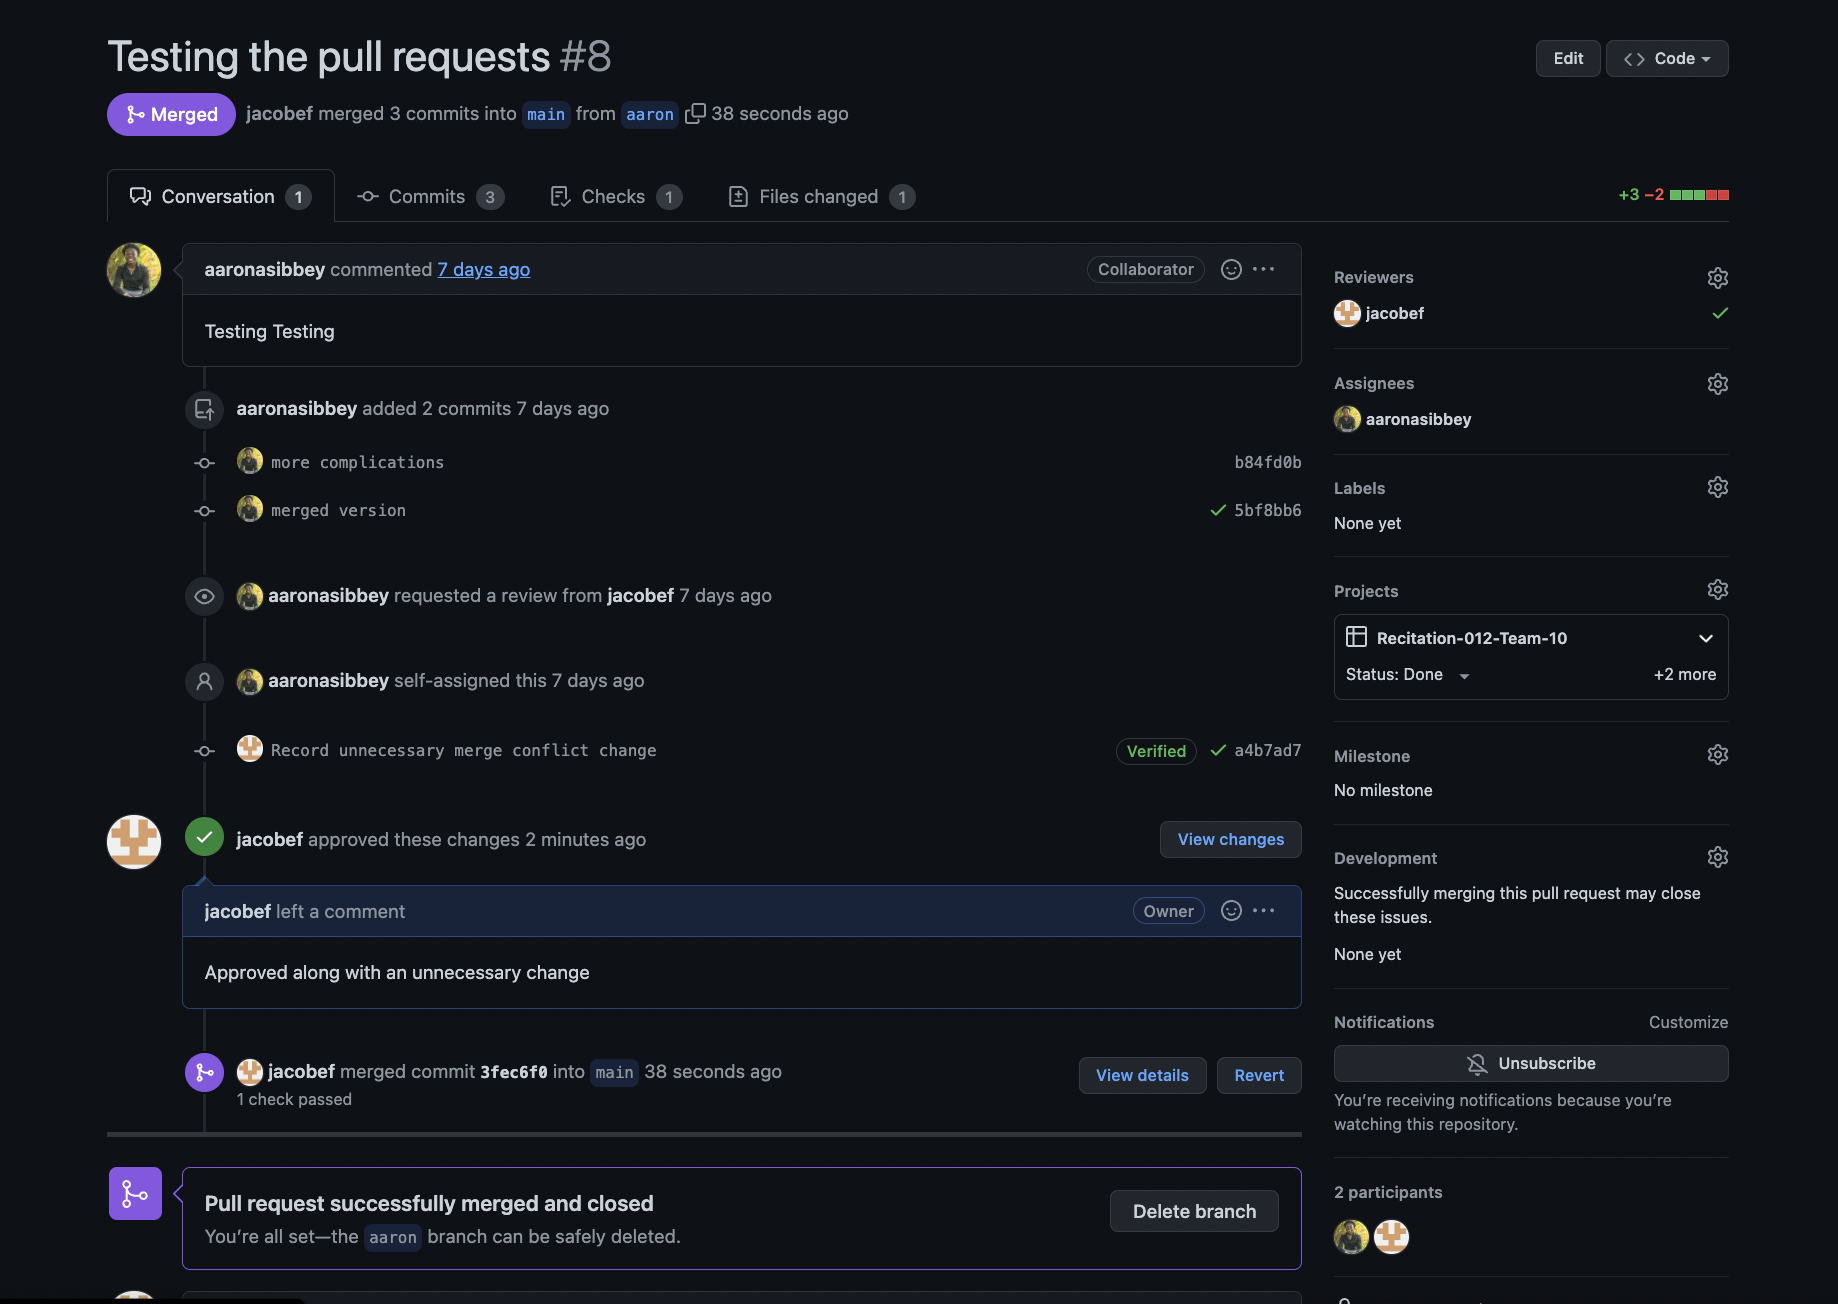 Testing the pull requests #8
Edit
Code
Merged
jacobef merged 3 commits into main from aaron 38 seconds ago
Conversation 1
Commits 3
Checks 1
Files changed 1
+3 −2
aaronasibbey commented 7 days ago
Collaborator
Testing Testing
aaronasibbey added 2 commits 7 days ago
more complications
b84fd0b
merged version
5bf8bb6
aaronasibbey requested a review from jacobef 7 days ago
aaronasibbey self-assigned this 7 days ago
Record unnecessary merge conflict change
Verified
a4b7ad7
jacobef approved these changes 2 minutes ago
View changes
jacobef left a comment
Owner
Approved along with an unnecessary change
jacobef merged commit 3fec6f0 into main 38 seconds ago
1 check passed
View details
Revert
Pull request successfully merged and closed
You're all set—the aaron branch can be safely deleted.
Delete branch
Reviewers
jacobef
Assignees
aaronasibbey
Labels
None yet
Projects
Recitation-012-Team-10
Status: Done
+2 more
Milestone
No milestone
Development
Successfully merging this pull request may close
these issues.
None yet
Notifications
Customize
Unsubscribe
You're receiving notifications because you're
watching this repository.
2 participants